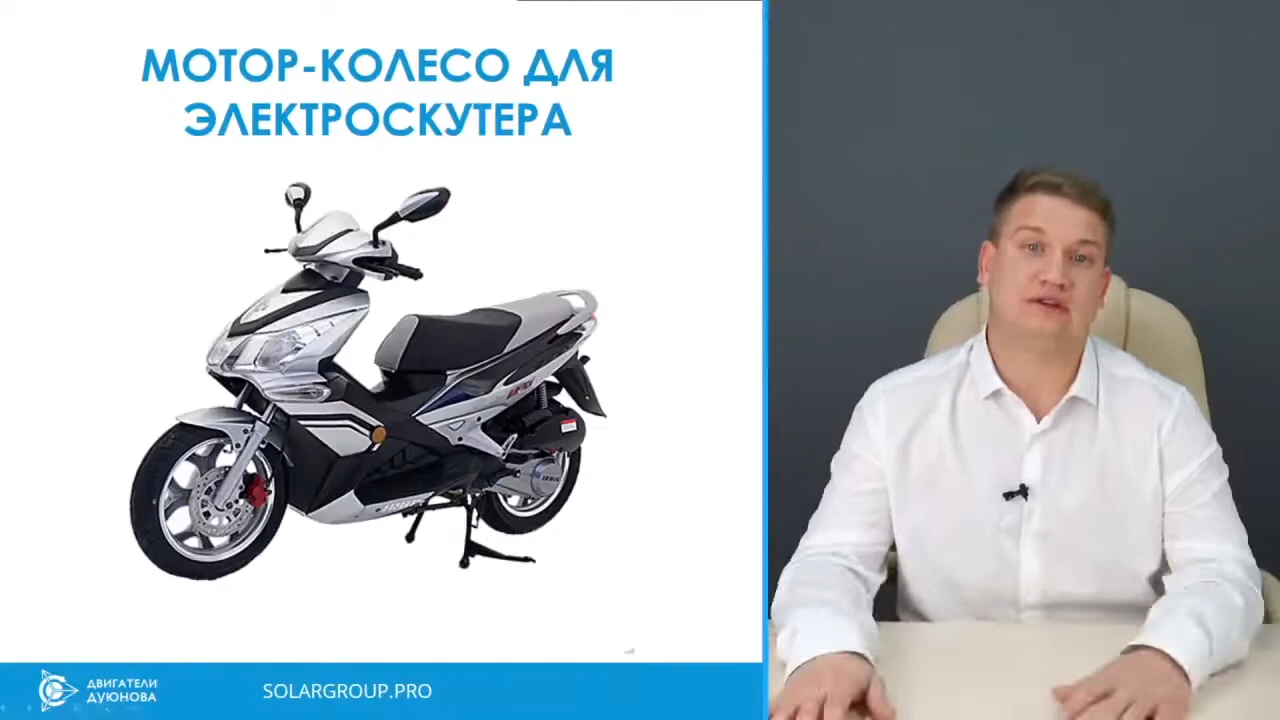 МОТОР-КОЛЕСО ДЛЯ
ЭЛЕКТРОСКУТЕРА
ДВИГАТЕЛИ
ДУЮНОВА
SOLARGROUP.PRO